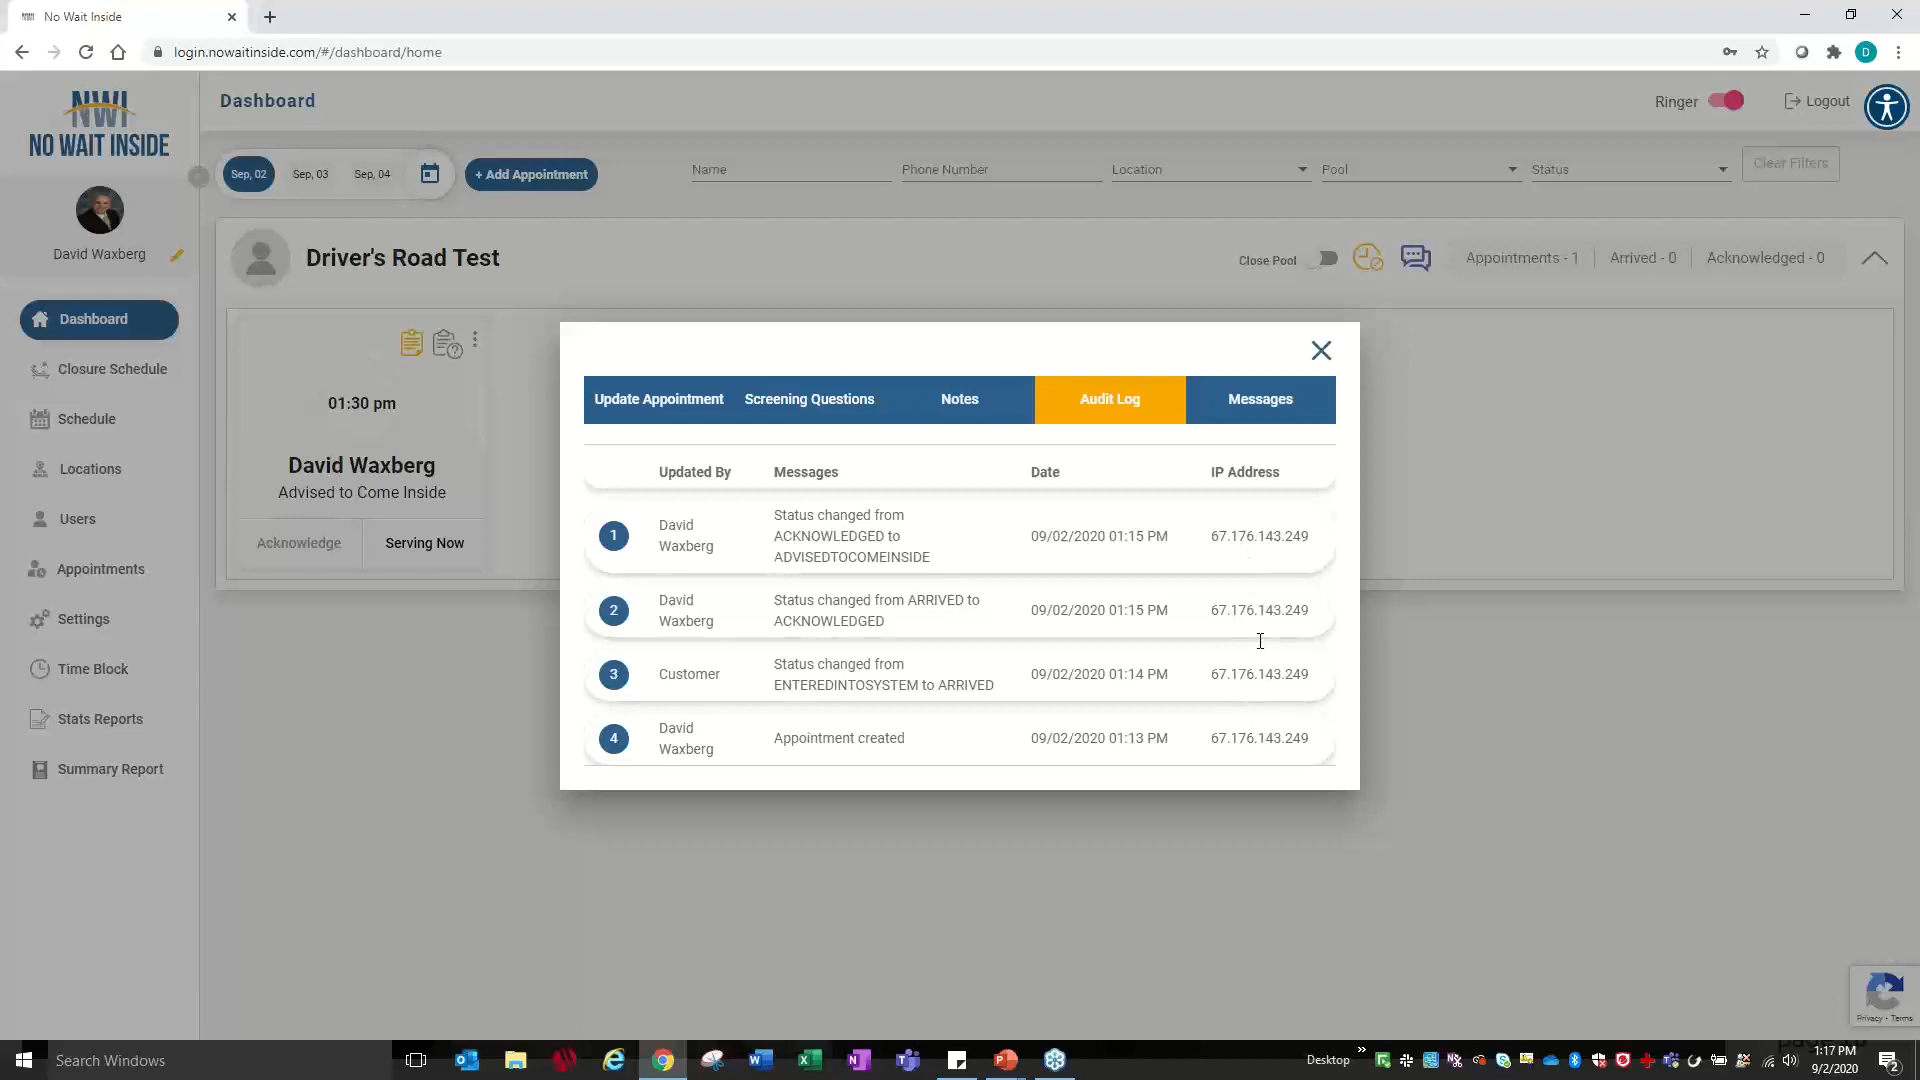 No Wait Inside
login.nowaitinside.com/#/dashboard/home
D
NWI
NO WAIT INSIDE
Dashboard
Ringer
Logout
Sep, 02
Sep, 03
Sep, 04
+ Add Appointment
Name
Phone Number
Location
Pool
Status
Clear Filters
David Waxberg
Driver's Road Test
Close Pool
Appointments - 1
Arrived - 0
Acknowledged - 0
Dashboard
Closure Schedule
Schedule
Locations
Users
Appointments
Settings
Time Block
Stats Reports
Summary Report
01:30 pm
David Waxberg
Advised to Come Inside
Acknowledge
Serving Now
Update Appointment
Screening Questions
Notes
Audit Log
Messages
Updated By
Messages
Date
IP Address
1
David
Waxberg
Status changed from
ACKNOWLEDGED to
ADVISEDTOCOMEINSIDE
09/02/2020 01:15 PM
67.176.143.249
2
David
Waxberg
Status changed from ARRIVED to
ACKNOWLEDGED
09/02/2020 01:15 PM
67.176.143.249
3
Customer
Status changed from
ENTEREDINTOSYSTEM to ARRIVED
09/02/2020 01:14 PM
67.176.143.249
4
David
Waxberg
Appointment created
09/02/2020 01:13 PM
67.176.143.249
Privacy - Terms
Search Windows
Desktop
1:17 PM
9/2/2020
2